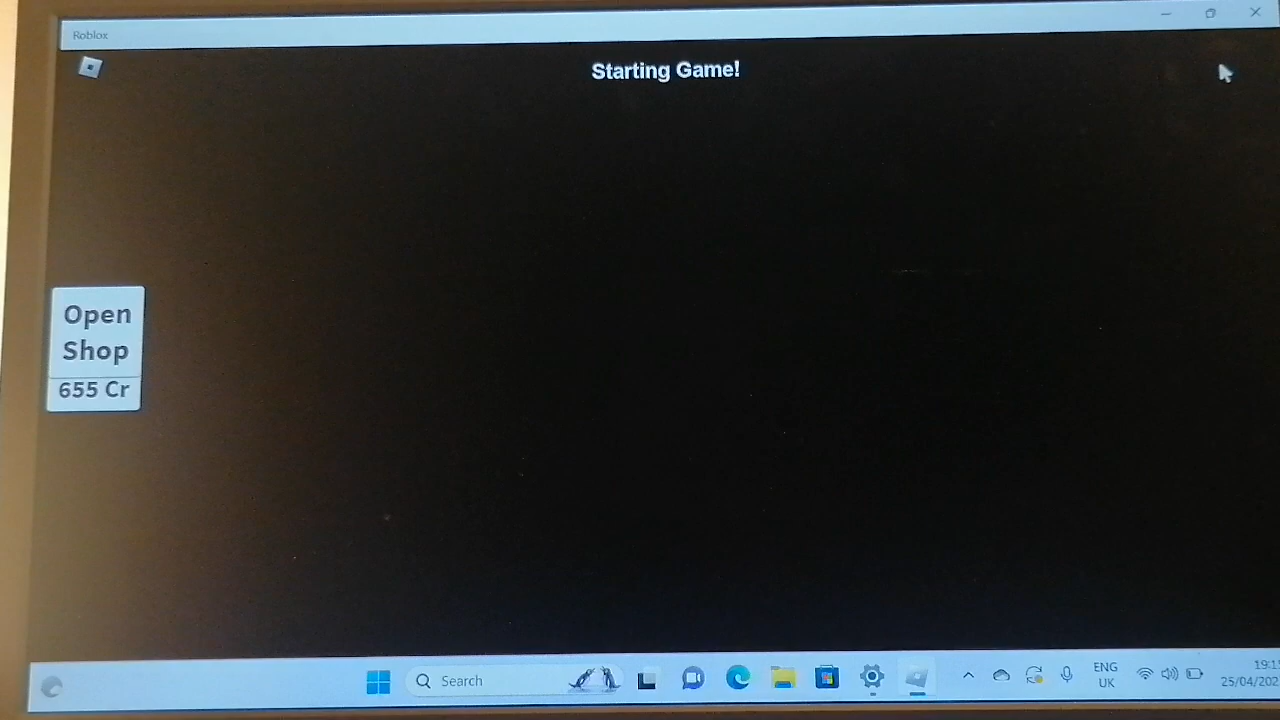 Roblox
Starting Game!
Open
Shop
655 Cr
Search
ENG
UK